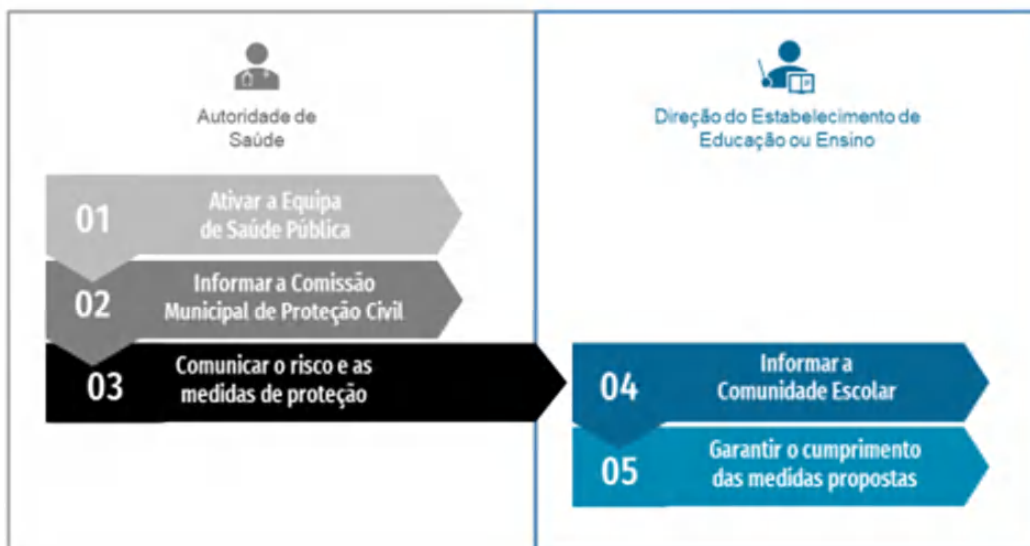 Autoridade de
Saúde
01
Ativar a Equipa
de Saúde Pública
02
Informar a Comissão
Municipal de Proteção Civil
03
Comunicar o risco e as
medidas de proteção
Direção do Estabelecimento de
Educação ou Ensino
04
Informar a
Comunidade Escolar
05
Garantir o cumprimento
das medidas propostas